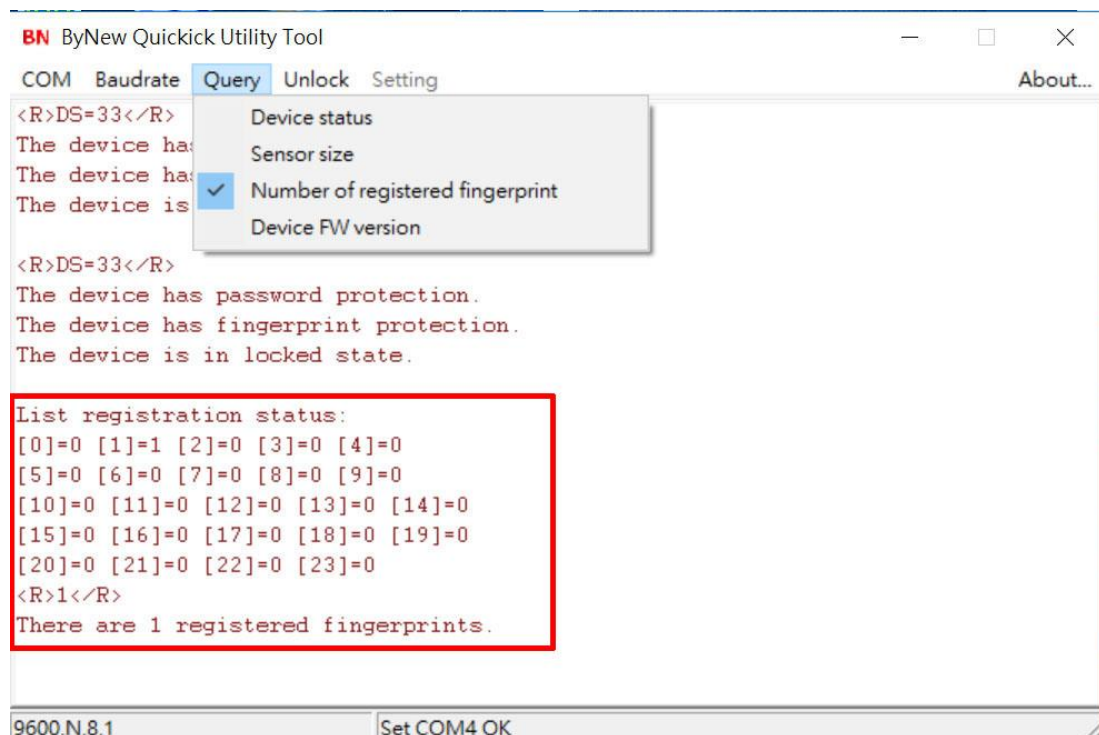 BN ByNew Quickick Utility Tool
COM Baudrate Query Unlock Setting About...
Device status
Sensor size
Number of registered fingerprint
Device FW version
<R>DS=33</R>
The device ha
The device ha
The device is
<R>DS=33</R>
The device has password protection.
The device has fingerprint protection.
The device is in locked state.
List registration status:
[0]=0 [1]=1 [2]=0 [3]=0 [4]=0
[5]=0 [6]=0 [7]=0 [8]=0 [9]=0
[10]=0 [11]=0 [12]=0 [13]=0 [14]=0
[15]=0 [16]=0 [17]=0 [18]=0 [19]=0
[20]=0 [21]=0 [22]=0 [23]=0
<R>1</R>
There are 1 registered fingerprints.
9600,N,8,1 Set COM4 OK